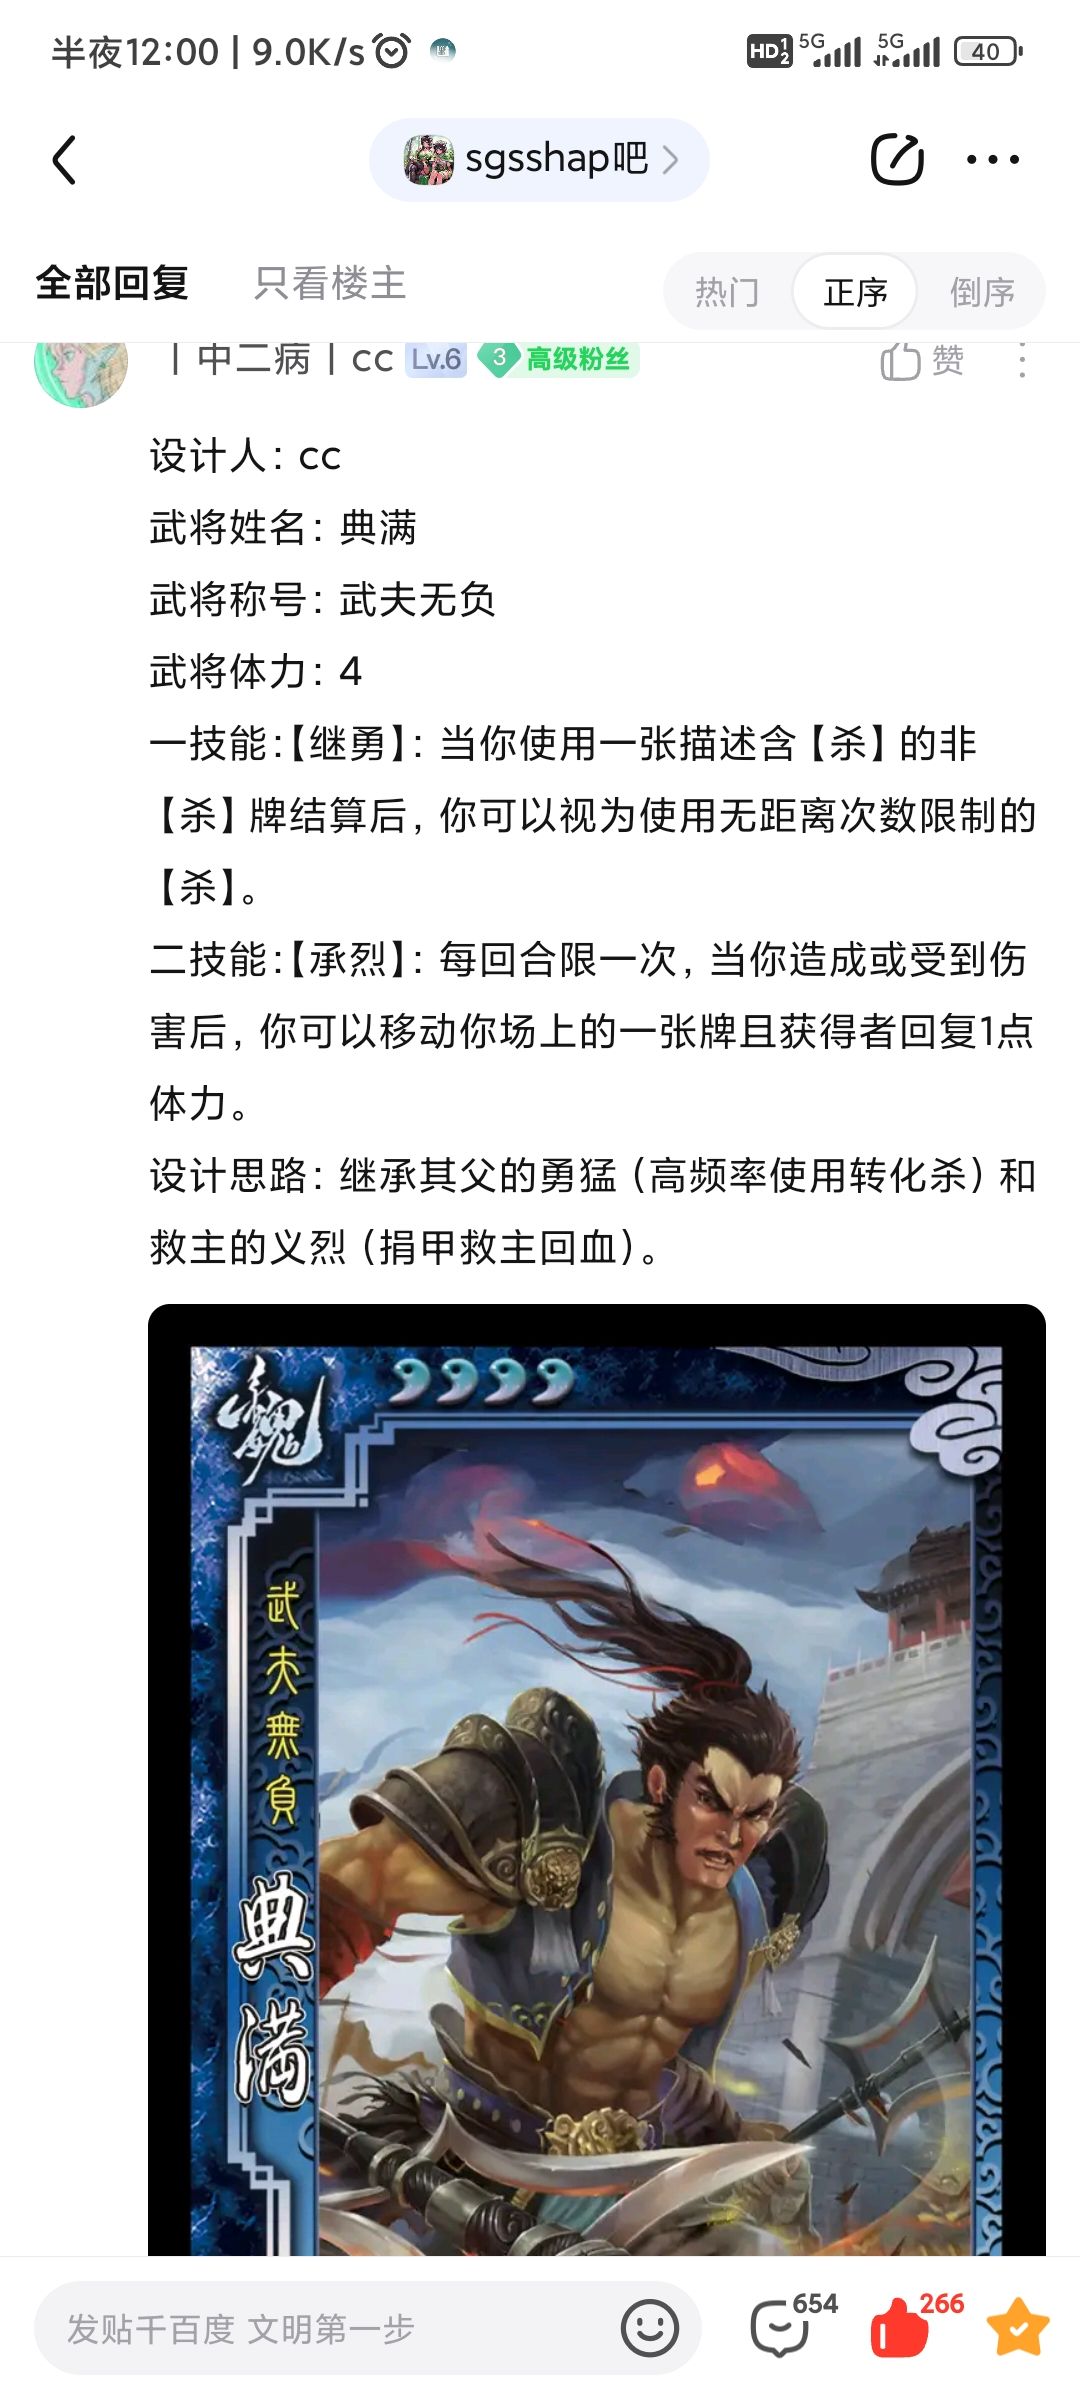 半夜12:00 | 9.0K/s
HD 1 2 5G 5G 40
sgsshap吧
全部回复 只看楼主 热门 正序 倒序
丨中二病丨cc Lv.6 3 高级粉丝 赞
设计人：cc
武将姓名：典满
武将称号：武夫无负
武将体力：4
一技能:【继勇】：当你使用一张描述含【杀】的非
【杀】牌结算后，你可以视为使用无距离次数限制的
【杀】。
二技能:【承烈】：每回合限一次，当你造成或受到伤
害后，你可以移动你场上的一张牌且获得者回复1点
体力。
设计思路：继承其父的勇猛（高频率使用转化杀）和
救主的义烈（捐甲救主回血）。
魏
武夫無負
典满
发贴千百度 文明第一步 654 266